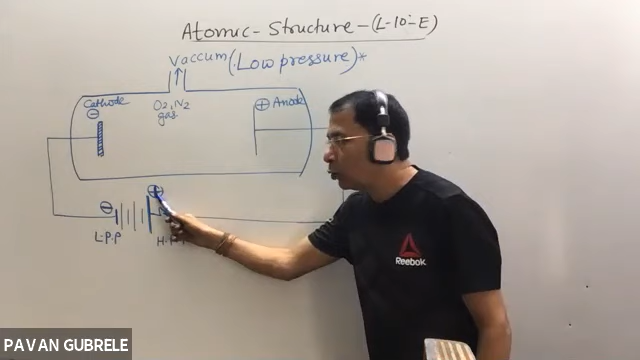 Atomic-Structure-(L-10-E)
Vaccum (Low pressure)*
Cathode
O2, N2
gas
Anode
L.P.P
Reebok
PAVAN GUBRELE